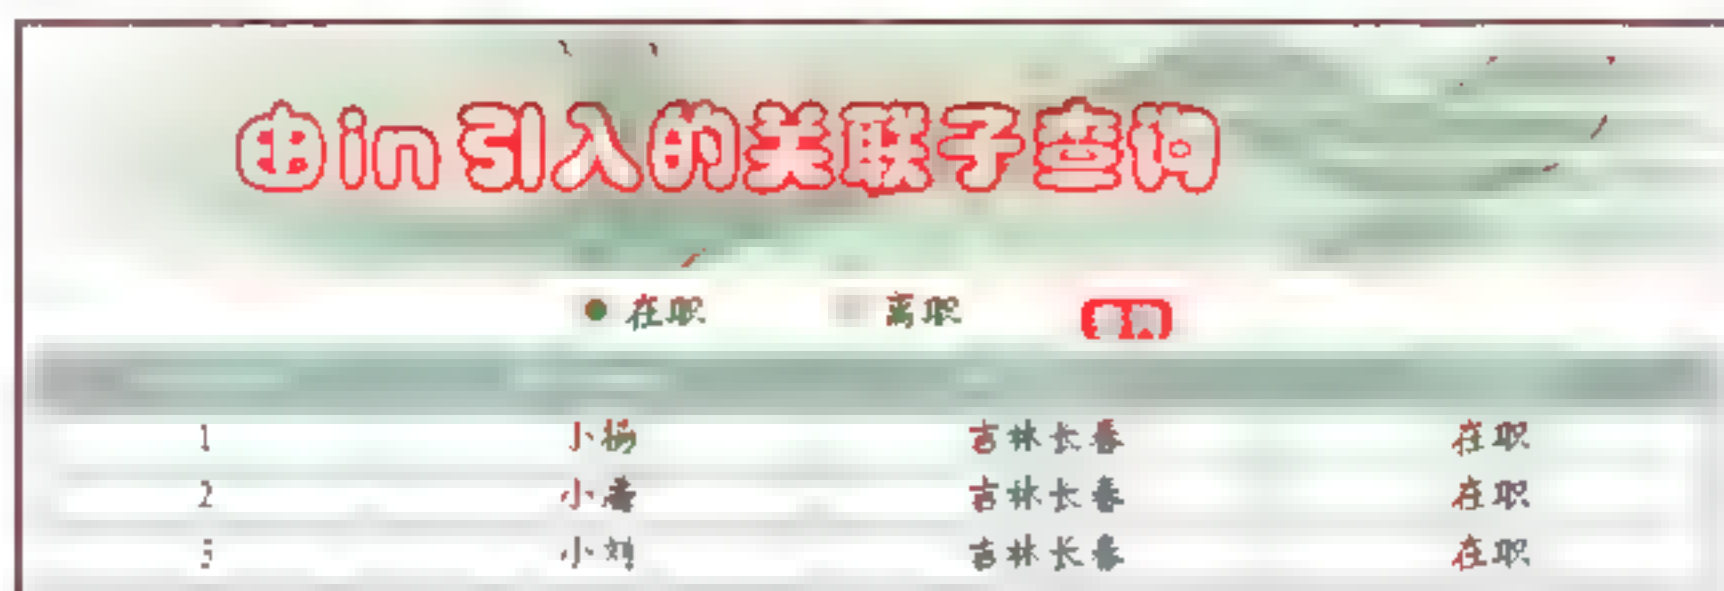 由in引入的关联子查询
在职 离职
1 小杨 吉林长春 在职
2 小 吉林长春 在职
3 小刘 吉林长春 在职